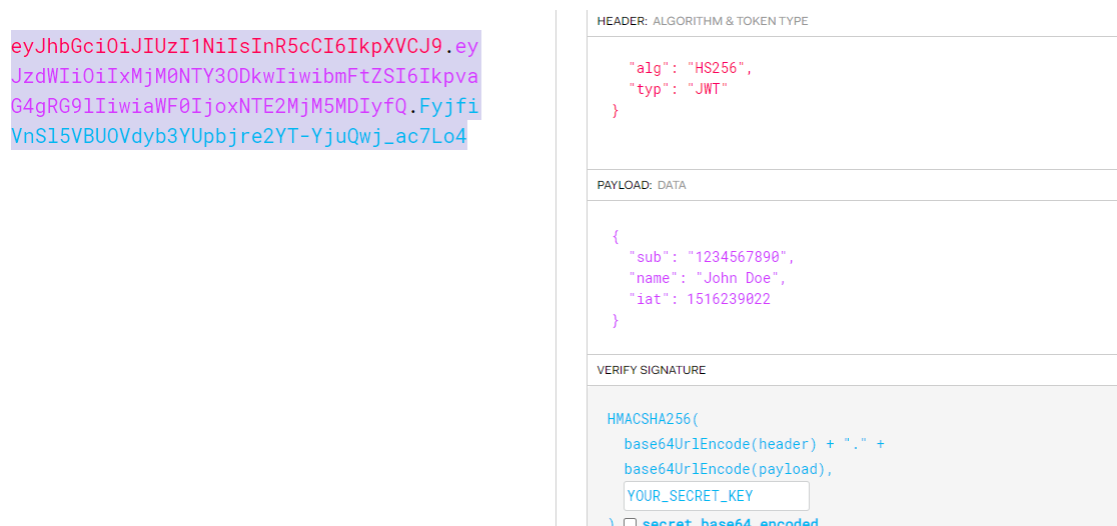 eyJhbGciOiJIUzI1NiIsInR5cCI6IkpXVCJ9.ey
JzdWIiOiIxMjM0NTY3ODkwIiwibmFtZSI6Ikpva
G4gRG9lIiwiaWF0IjoxNTE2MjM5MDIyfQ.Fyjfi
VnSl5VBUOVdyb3YUpbjre2YT-YjuQwj_ac7Lo4
HEADER: ALGORITHM & TOKEN TYPE
"alg": "HS256",
"typ": "JWT"
}
PAYLOAD: DATA
{
"sub": "1234567890",
"name": "John Doe",
"iat": 1516239022
}
VERIFY SIGNATURE
HMACSHA256(
base64UrlEncode(header) + "." +
base64UrlEncode(payload),
YOUR_SECRET_KEY
) secret base64 encoded